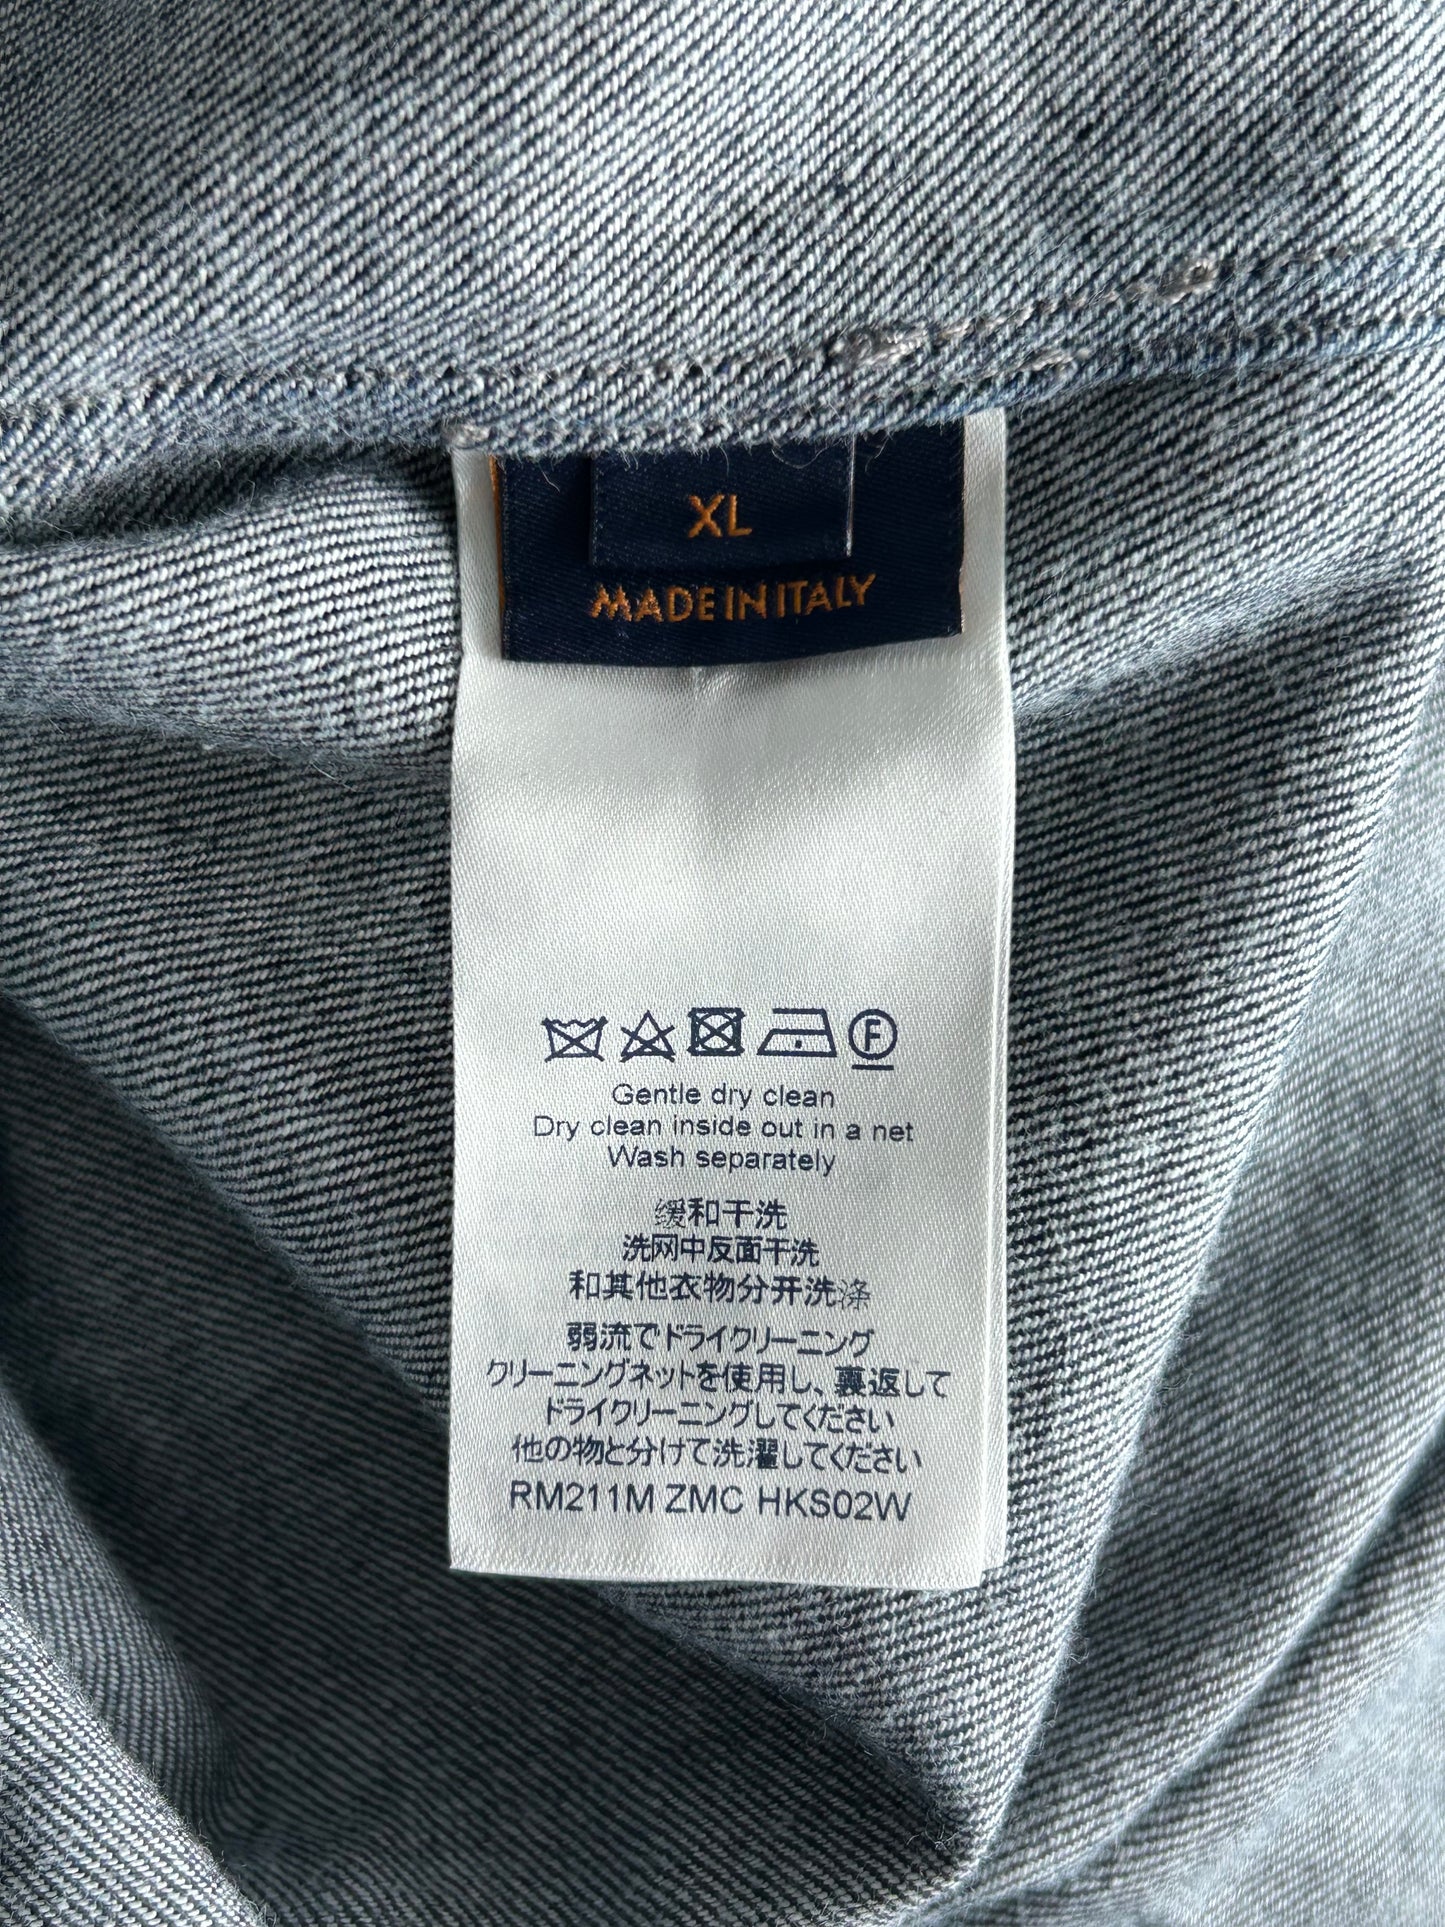 XL
MADE IN ITALY
F
Gentle dry clean
Dry clean inside out in a net
Wash separately
缓和干洗
洗网中反面干洗
和其他衣物分开洗涤
弱流でドライクリーニング
クリーニングネットを使用し、裏返して
ドライクリーニングしてください
他の物と分けて洗濯してください
RM211M ZMC HKS02W